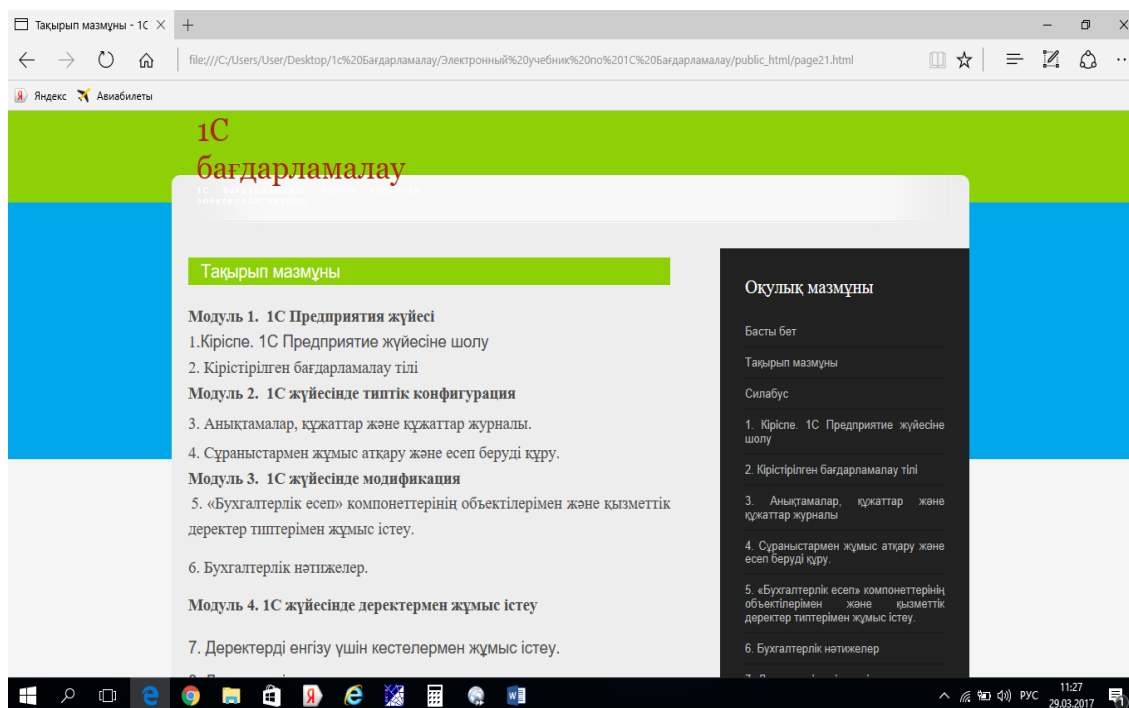 Тақырып мазмұны - 1С
file:///C:/Users/User/Desktop/1c%20Бағдарламалау/Электронный%20учебник%20по%201С%20Бағдарламалау/public_html/page21.html
Яндекс Авиабилеты
1С
бағдарламалау
Тақырып мазмұны
Модуль 1. 1С Предприятия жүйесі
1.Кіріспе. 1С Предприятие жүйесіне шолу
2. Кірістірілген бағдарламалау тілі
Модуль 2. 1С жүйесінде типтік конфигурация
3. Анықтамалар, құжаттар және құжаттар журналы.
4. Сұраныстармен жұмыс атқару және есеп беруді құру.
Модуль 3. 1С жүйесінде модификация
5. «Бухгалтерлік есеп» компонеттерінің объектілерімен және қызметтік
деректер типтерімен жұмыс істеу.
6. Бухгалтерлік нәтижелер.
Модуль 4. 1С жүйесінде деректермен жұмыс істеу
7. Деректерді енгізу үшін кестелермен жұмыс істеу.
Оқулық мазмұны
Басты бет
Тақырып мазмұны
Силабус
1. Кіріспе. 1С Предприятие жүйесіне
шолу
2. Кірістірілген бағдарламалау тілі
3. Анықтамалар, құжаттар және
құжаттар журналы
4. Сұраныстармен жұмыс атқару және
есеп беруді құру.
5. «Бухгалтерлік есеп» компонеттерінің
объектілерімен және қызметтік
деректер типтерімен жұмыс істеу.
6. Бухгалтерлік нәтижелер
РУС
11:27
29.03.2017